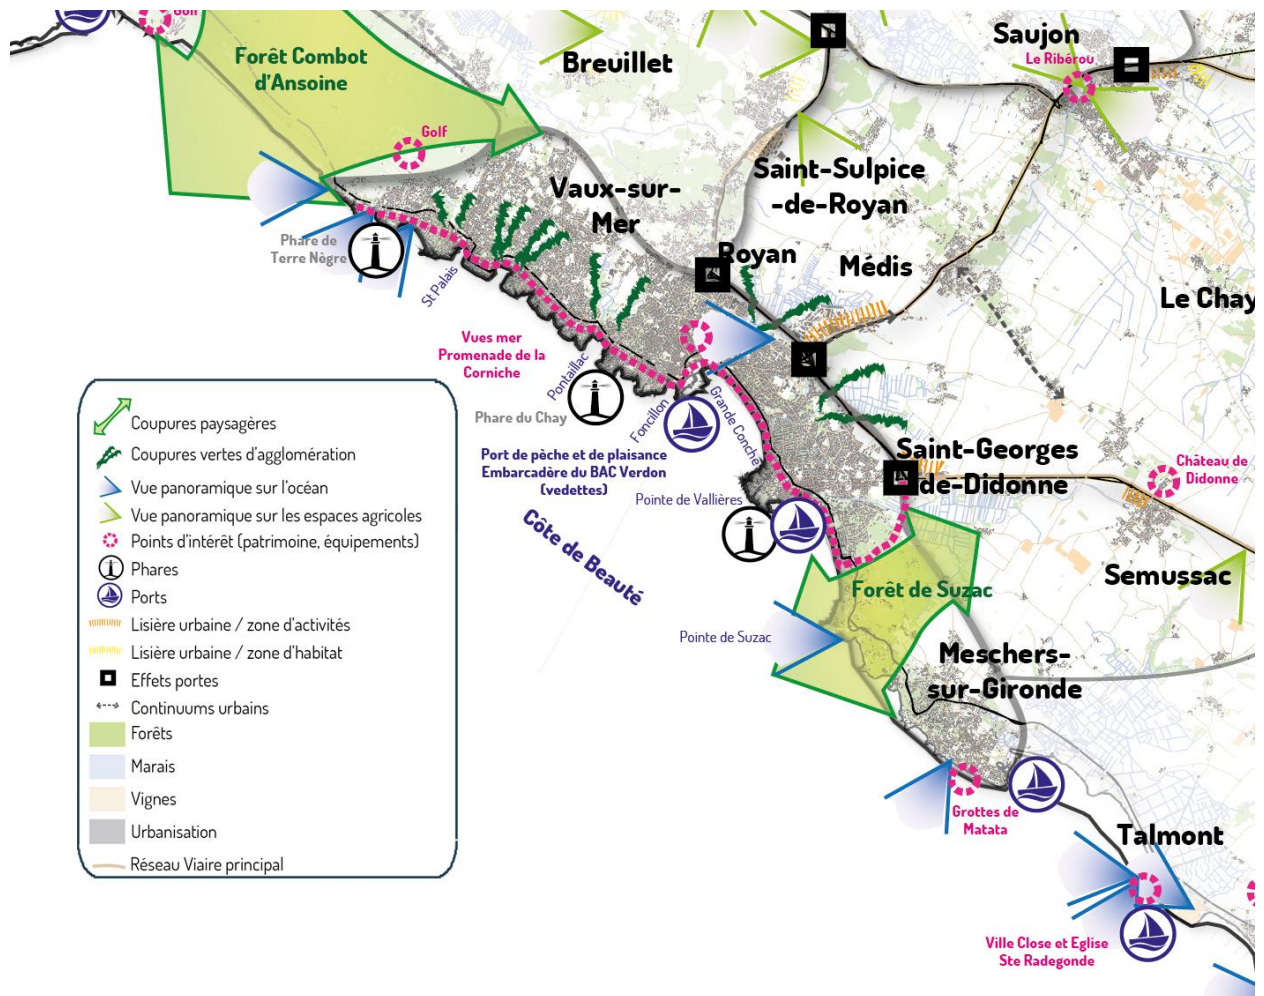 Golf
Forêt Combot
d'Ansoine
Breuillet
Saujon
Le Ribérou
Golf
Saint-Sulpice
-de-Royan
Vaux-sur-
Mer
Phare de
Terre Nègre
Royan
Médis
St Palais
Le Chay
Vues mer
Promenade de la
Corniche
Pontaillac
Phare du Chay
Foncillon
Grande Conche
Port de pêche et de plaisance
Embarcadère du BAC Verdon
(vedettes)
Saint-Georges
de-Didonne
Château de
Didonne
Pointe de Vallières
Côte de Beauté
Forêt de Suzac
Semussac
Pointe de Suzac
Meschers-
sur-Gironde
Grottes de
Matata
Talmont
Ville Close et Eglise
Ste Radegonde
Coupures paysagères
Coupures vertes d'agglomération
Vue panoramique sur l'océan
Vue panoramique sur les espaces agricoles
Points d'intérêt (patrimoine, équipements)
Phares
Ports
Lisière urbaine / zone d'activités
Lisière urbaine / zone d'habitat
Effets portes
Continuums urbains
Forêts
Marais
Vignes
Urbanisation
Réseau Viaire principal